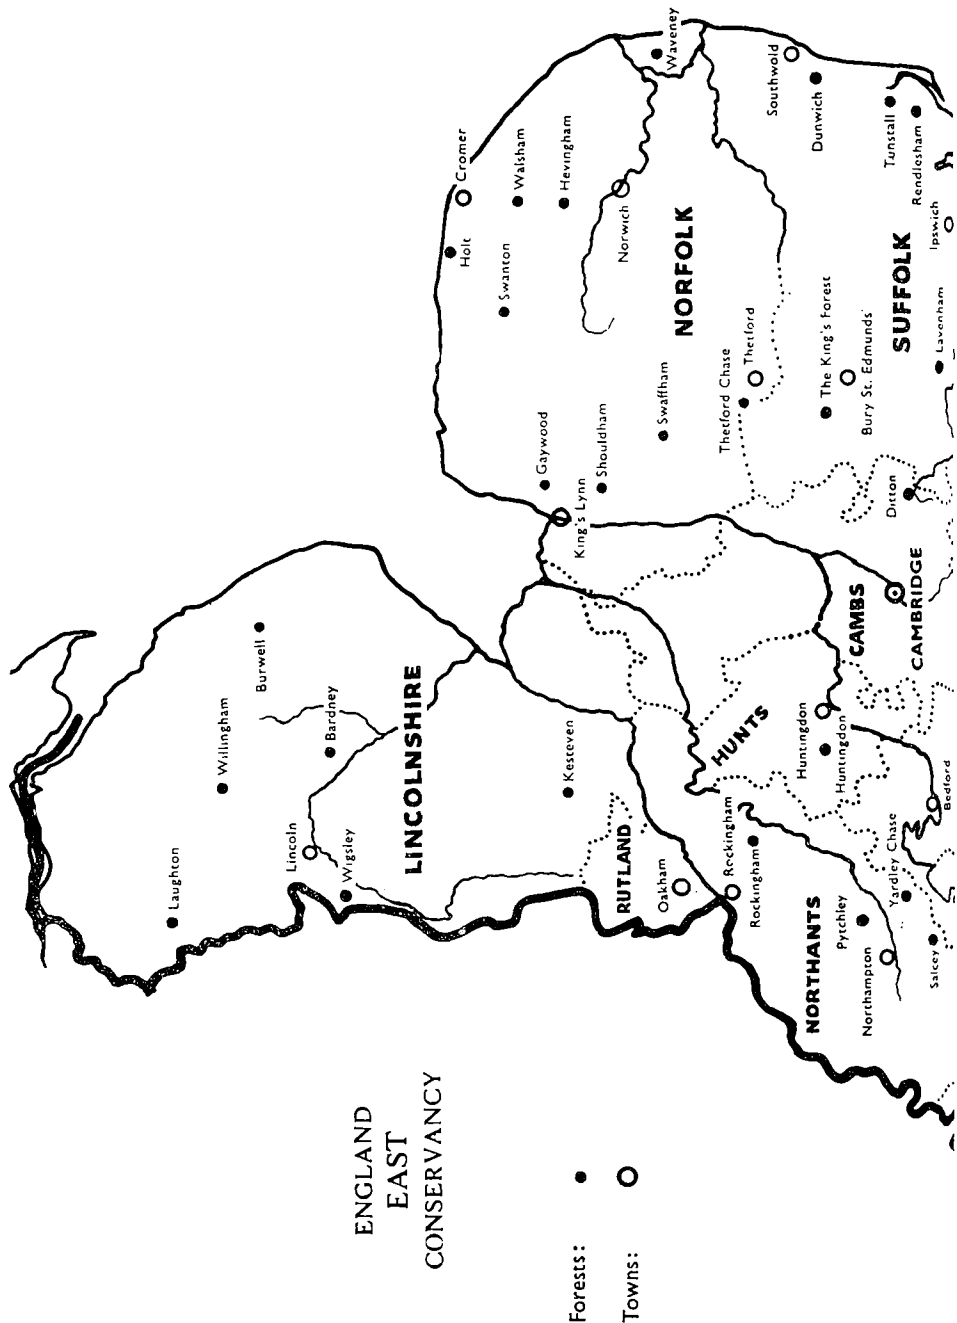 ENGLAND
EAST
CONSERVANCY
Forests:
Towns:
Laughton
Willingham
Burwell
Lincoln
Bardney
Wigsley
LINCOLNSHIRE
Kesteven
RUTLAND
Oakham
Rockingham
Rockingham
HUNTS
NORTHANTS
Pytchley
Northampton
Yardley Chase
Salcey
Huntingdon
Huntingdon
Bedford
CAMBS
CAMBRIDGE
Ditton
Cromer
Holt
Walsham
Swanton
Hevingham
Gaywood
King's Lynn
Shouldham
Norwich
Waveney
Swaffham
NORFOLK
Thetford Chase
Thetford
Southwold
Dunwich
The King's Forest
Bury St. Edmunds
SUFFOLK
Tunstall
Rendlesham
Ipswich
Lavenham